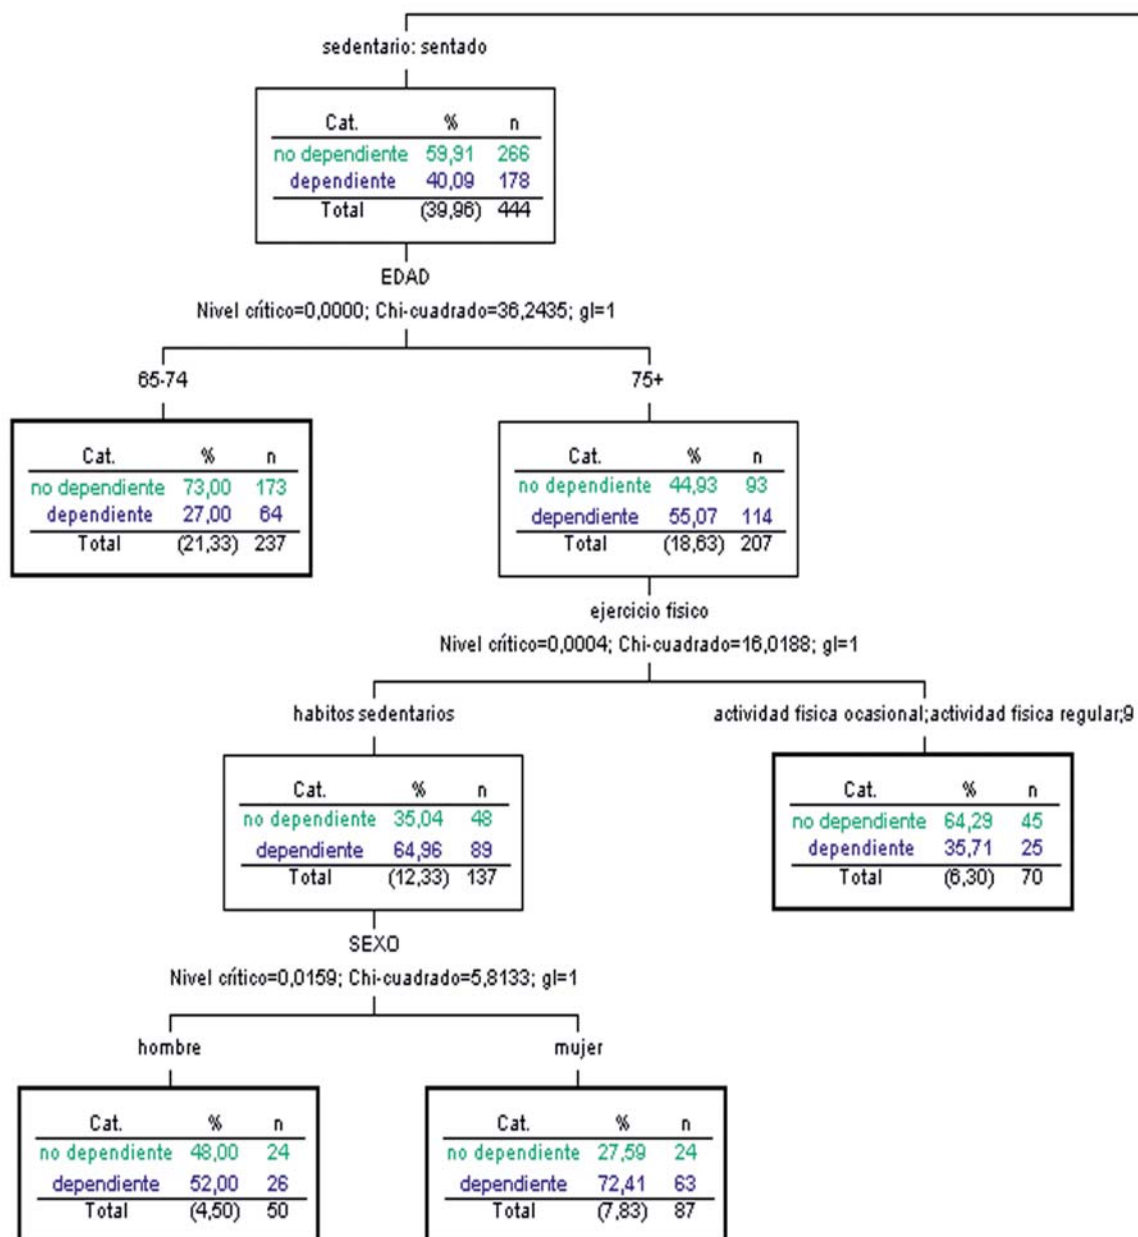 sedentario: sentado
Cat. % n
no dependiente 59,91 266
dependiente 40,09 178
Total (39,96) 444
EDAD
Nivel crítico=0,0000; Chi-cuadrado=36,2435; gl=1
65-74
75+
Cat. % n
no dependiente 73,00 173
dependiente 27,00 64
Total (21,33) 237
Cat. % n
no dependiente 44,93 93
dependiente 55,07 114
Total (18,63) 207
ejercicio fisico
Nivel crítico=0,0004; Chi-cuadrado=16,0188; gl=1
habitos sedentarios
actividad fisica ocasional;actividad fisica regular;9
Cat. % n
no dependiente 35,04 48
dependiente 64,96 89
Total (12,33) 137
Cat. % n
no dependiente 64,29 45
dependiente 35,71 25
Total (6,30) 70
SEXO
Nivel crítico=0,0159; Chi-cuadrado=5,8133; gl=1
hombre
mujer
Cat. % n
no dependiente 48,00 24
dependiente 52,00 26
Total (4,50) 50
Cat. % n
no dependiente 27,59 24
dependiente 72,41 63
Total (7,83) 87